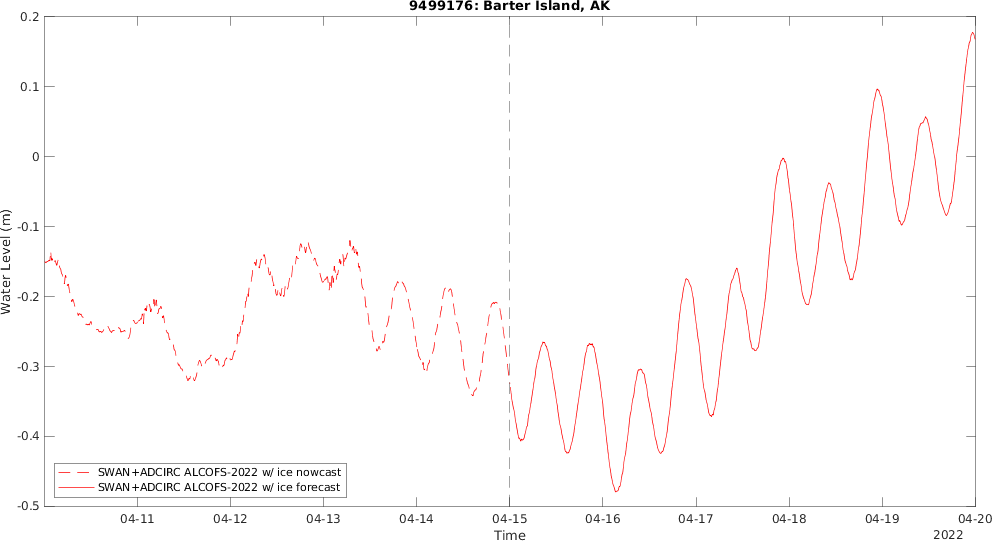 9499176: Barter Island, AK
Water Level (m)
0.2
0.1
0
-0.1
-0.2
-0.3
-0.4
-0.5
SWAN+ADCIRC ALCOFS-2022 w/ ice nowcast
SWAN+ADCIRC ALCOFS-2022 w/ ice forecast
04-11 04-12 04-13 04-14 04-15 04-16 04-17 04-18 04-19 04-20
Time
2022